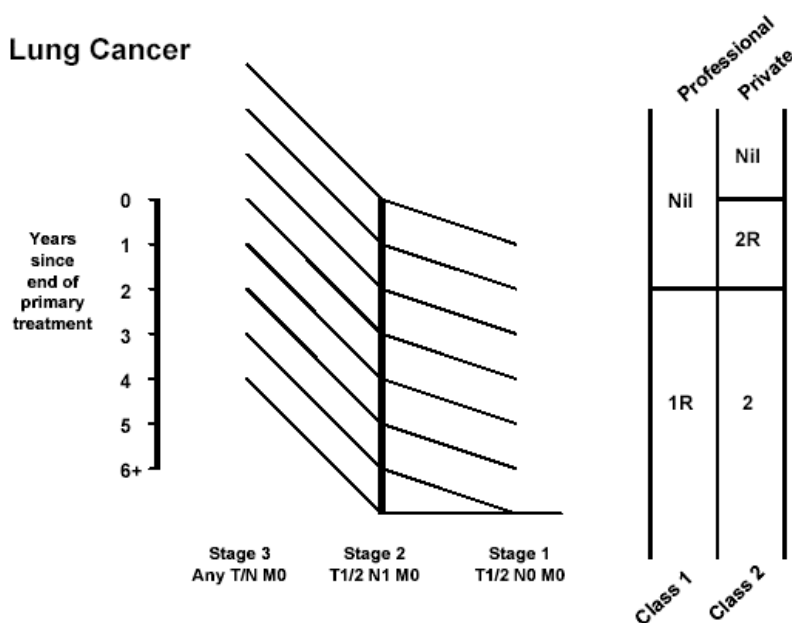 Lung Cancer
Professional
Private
Nil
Nil
0
Years
since
end of
primary
treatment
1
2R
2
3
4
1R
2
5
6+
Stage 3
Any T/N M0
Stage 2
T1/2 N1 M0
Stage 1
T1/2 N0 M0
Class 1
Class 2